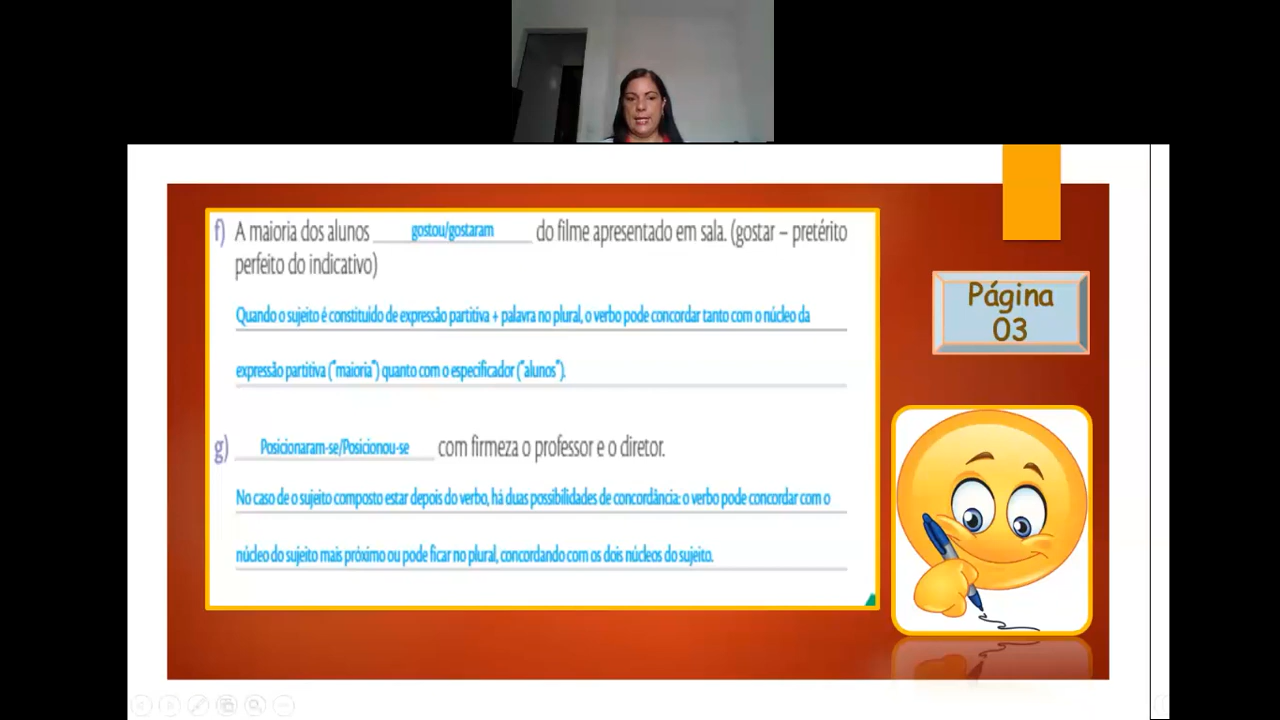 f) A maioria dos alunos gostou/gostaram do filme apresentado em sala. (gostar – pretérito
perfeito do indicativo)
Quando o sujeito é constituído de expressão partitiva + palavra no plural, o verbo pode concordar tanto com o núcleo da
expressão partitiva ("maioria") quanto com o especificador ("alunos").
g) Posicionaram-se/Posicionou-se com firmeza o professor e o diretor.
No caso de o sujeito composto estar depois do verbo, há duas possibilidades de concordância: o verbo pode concordar com o
núcleo do sujeito mais próximo ou pode ficar no plural, concordando com os dois núcleos do sujeito.
Página
03